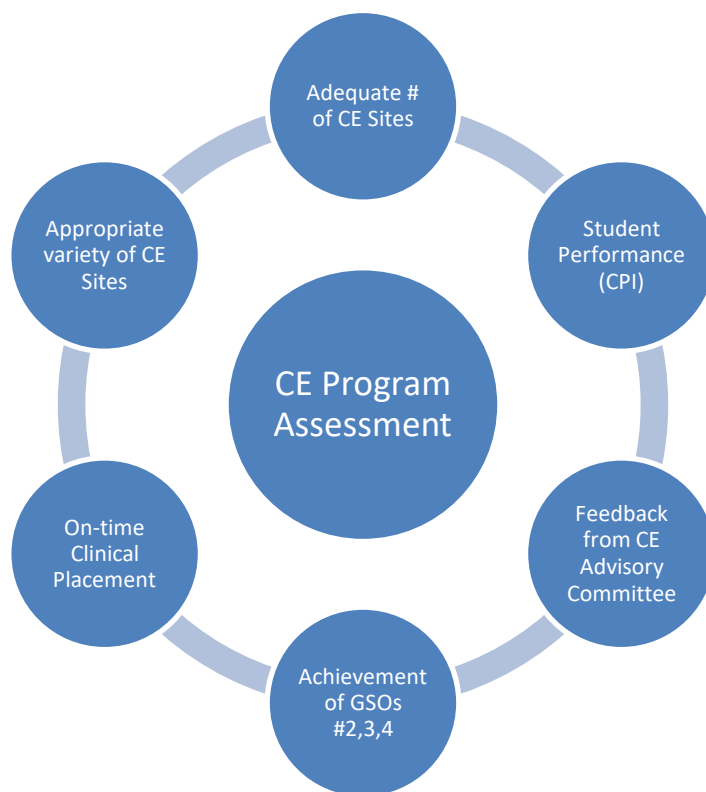 Adequate #
of CE Sites
Student
Performance
(CPI)
Feedback
from CE
Advisory
Committee
Achievement
of GSOs
#2,3,4
On-time
Clinical
Placement
Appropriate
variety of CE
Sites
CE Program
Assessment